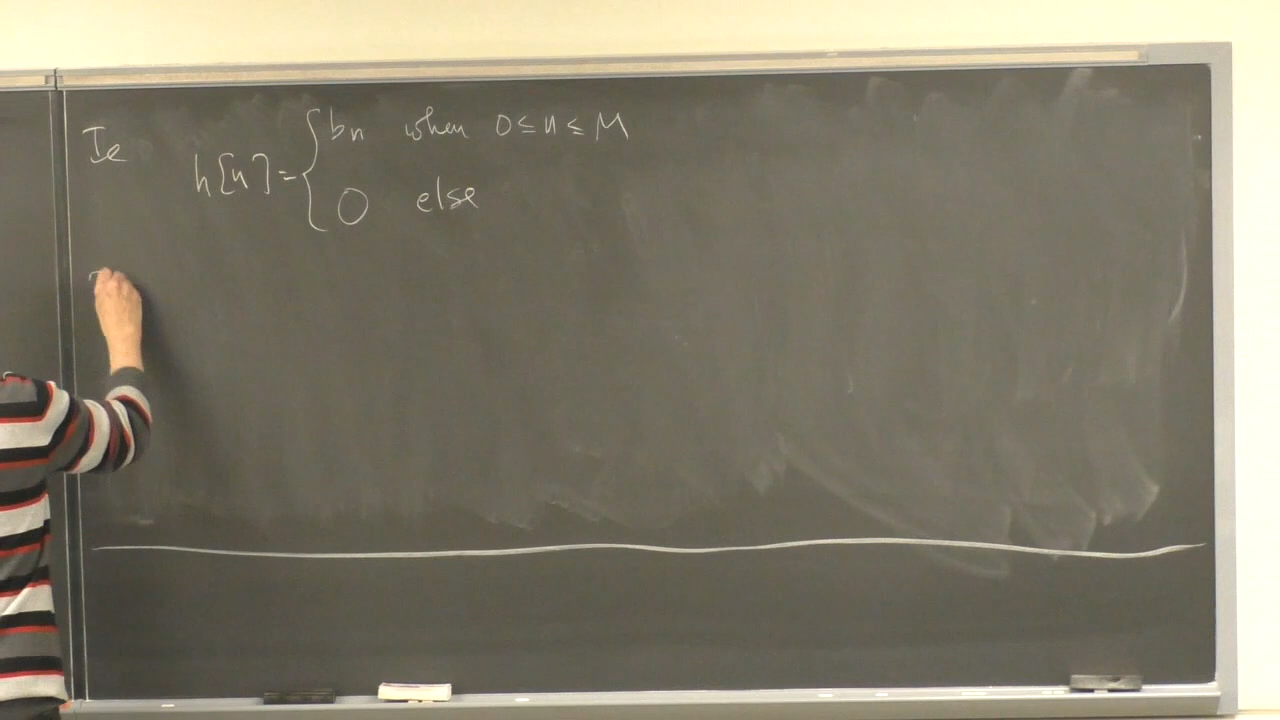 Ie h[n] = { bn when 0 ≤ n ≤ M
0 else